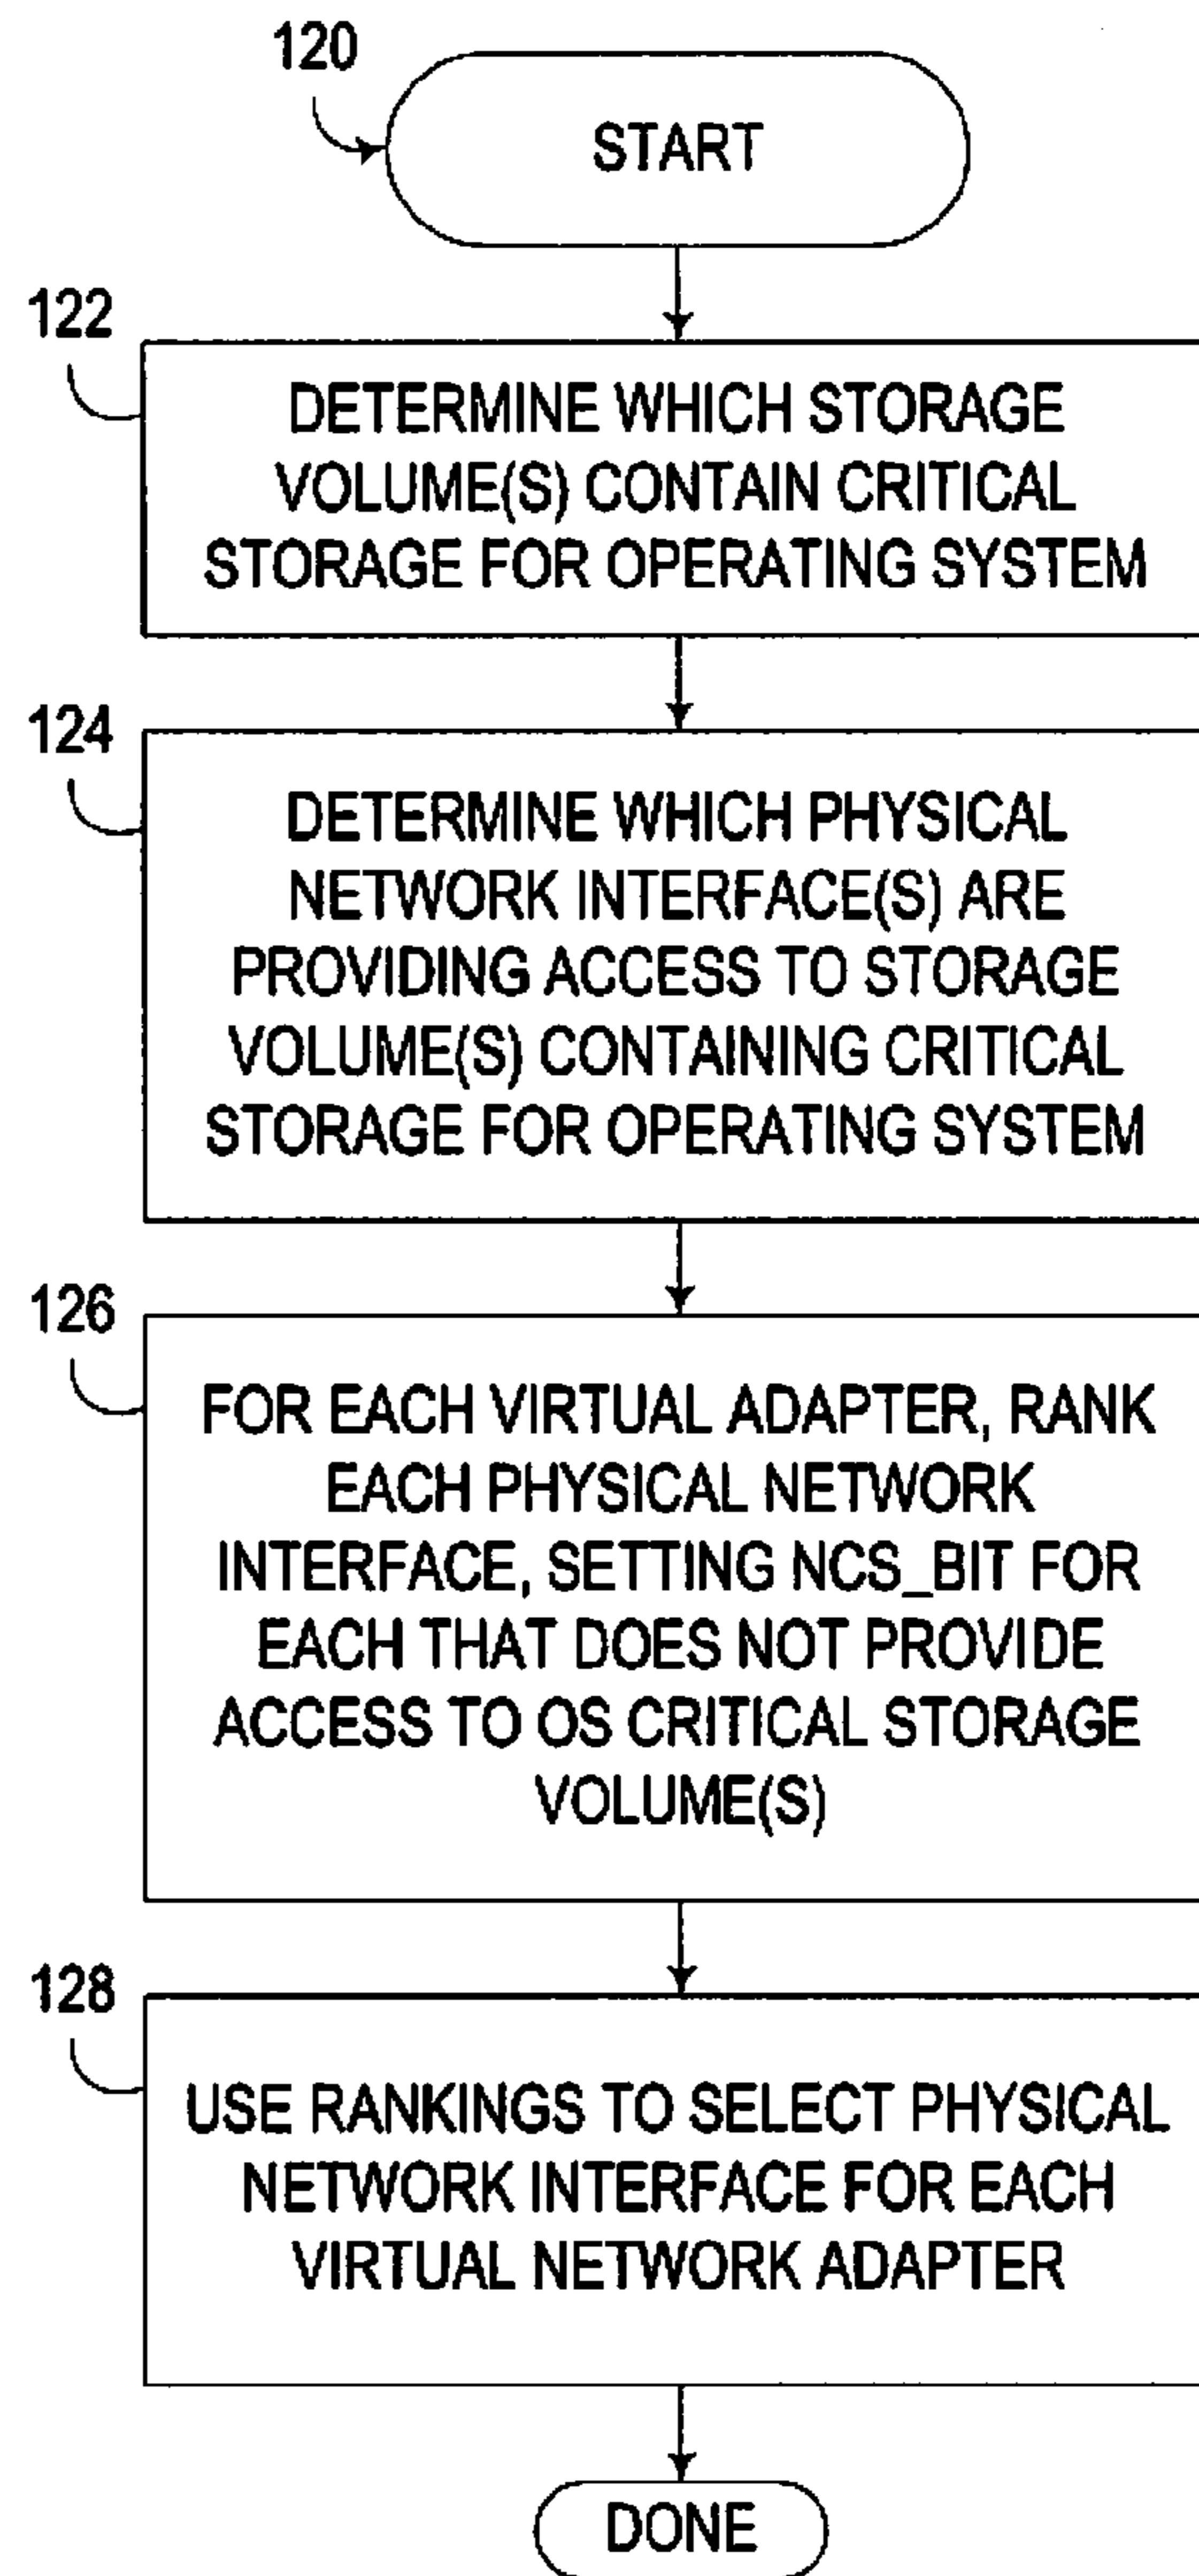 120
START
122
DETERMINE WHICH STORAGE
VOLUME(S) CONTAIN CRITICAL
STORAGE FOR OPERATING SYSTEM
124
DETERMINE WHICH PHYSICAL
NETWORK INTERFACE(S) ARE
PROVIDING ACCESS TO STORAGE
VOLUME(S) CONTAINING CRITICAL
STORAGE FOR OPERATING SYSTEM
126
FOR EACH VIRTUAL ADAPTER, RANK
EACH PHYSICAL NETWORK
INTERFACE, SETTING NCS_BIT FOR
EACH THAT DOES NOT PROVIDE
ACCESS TO OS CRITICAL STORAGE
VOLUME(S)
128
USE RANKINGS TO SELECT PHYSICAL
NETWORK INTERFACE FOR EACH
VIRTUAL NETWORK ADAPTER
DONE